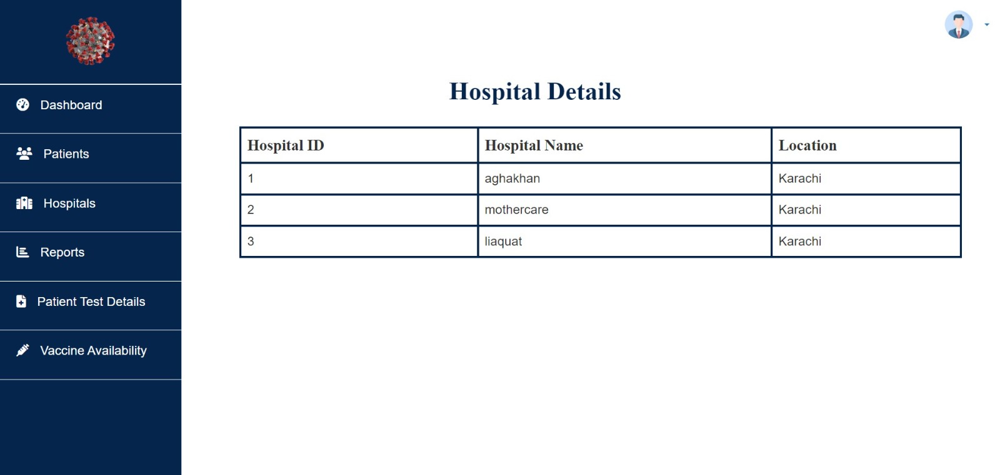 Dashboard
Patients
Hospitals
Reports
Patient Test Details
Vaccine Availability
Hospital Details
Hospital ID Hospital Name Location
1 aghakhan Karachi
2 mothercare Karachi
3 liaquat Karachi